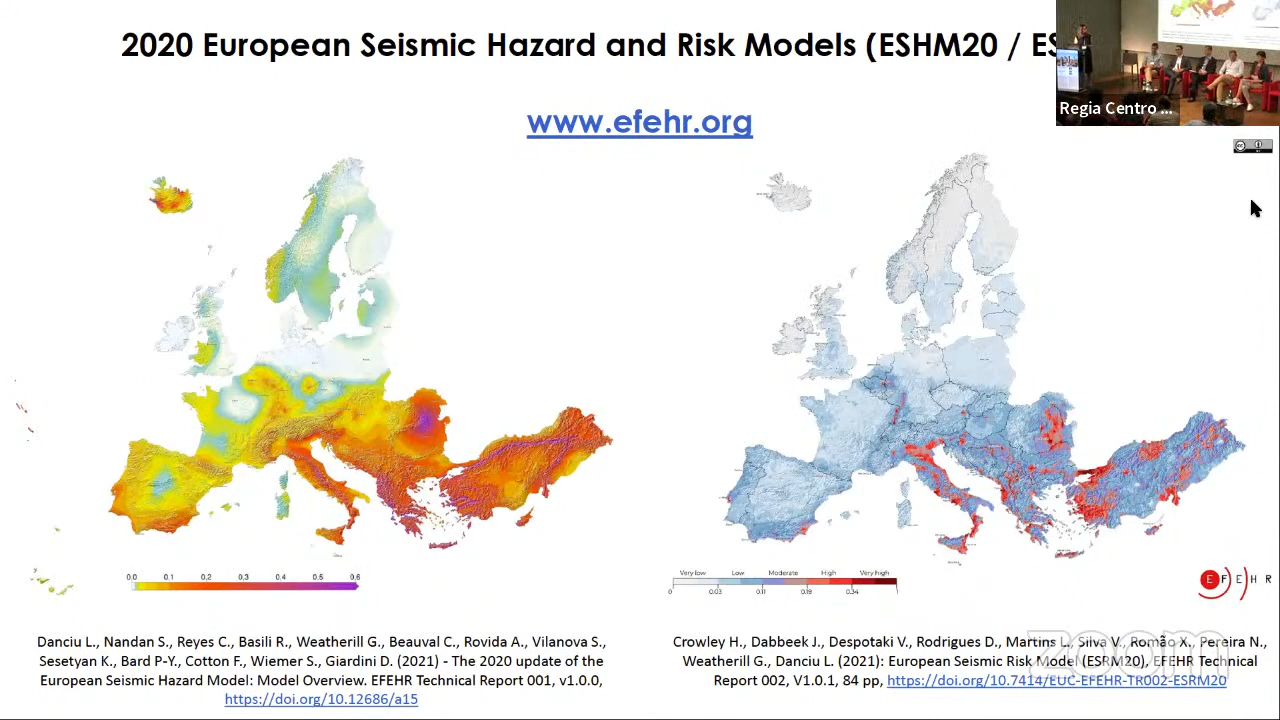 2020 European Seismic Hazard and Risk Models (ESHM20 / ES
Regia Centro ...
www.efehr.org
0.0 0.1 0.2 0.3 0.4 0.5 0.6
Very low Low Moderate High Very high
0 0.03 0.11 0.19 0.34
EFEHR
Danciu L., Nandan S., Reyes C., Basili R., Weatherill G., Beauval C., Rovida A., Vilanova S.,
Sesetyan K., Bard P-Y., Cotton F., Wiemer S., Giardini D. (2021) - The 2020 update of the
European Seismic Hazard Model: Model Overview. EFEHR Technical Report 001, v1.0.0,
https://doi.org/10.12686/a15
Crowley H., Dabbeek J., Despotaki V., Rodrigues D., Martins L., Silva V., Romão X., Pereira N.,
Weatherill G., Danciu L. (2021): European Seismic Risk Model (ESRM20), EFEHR Technical
Report 002, V1.0.1, 84 pp, https://doi.org/10.7414/EUC-EFEHR-TR002-ESRM20
zoom